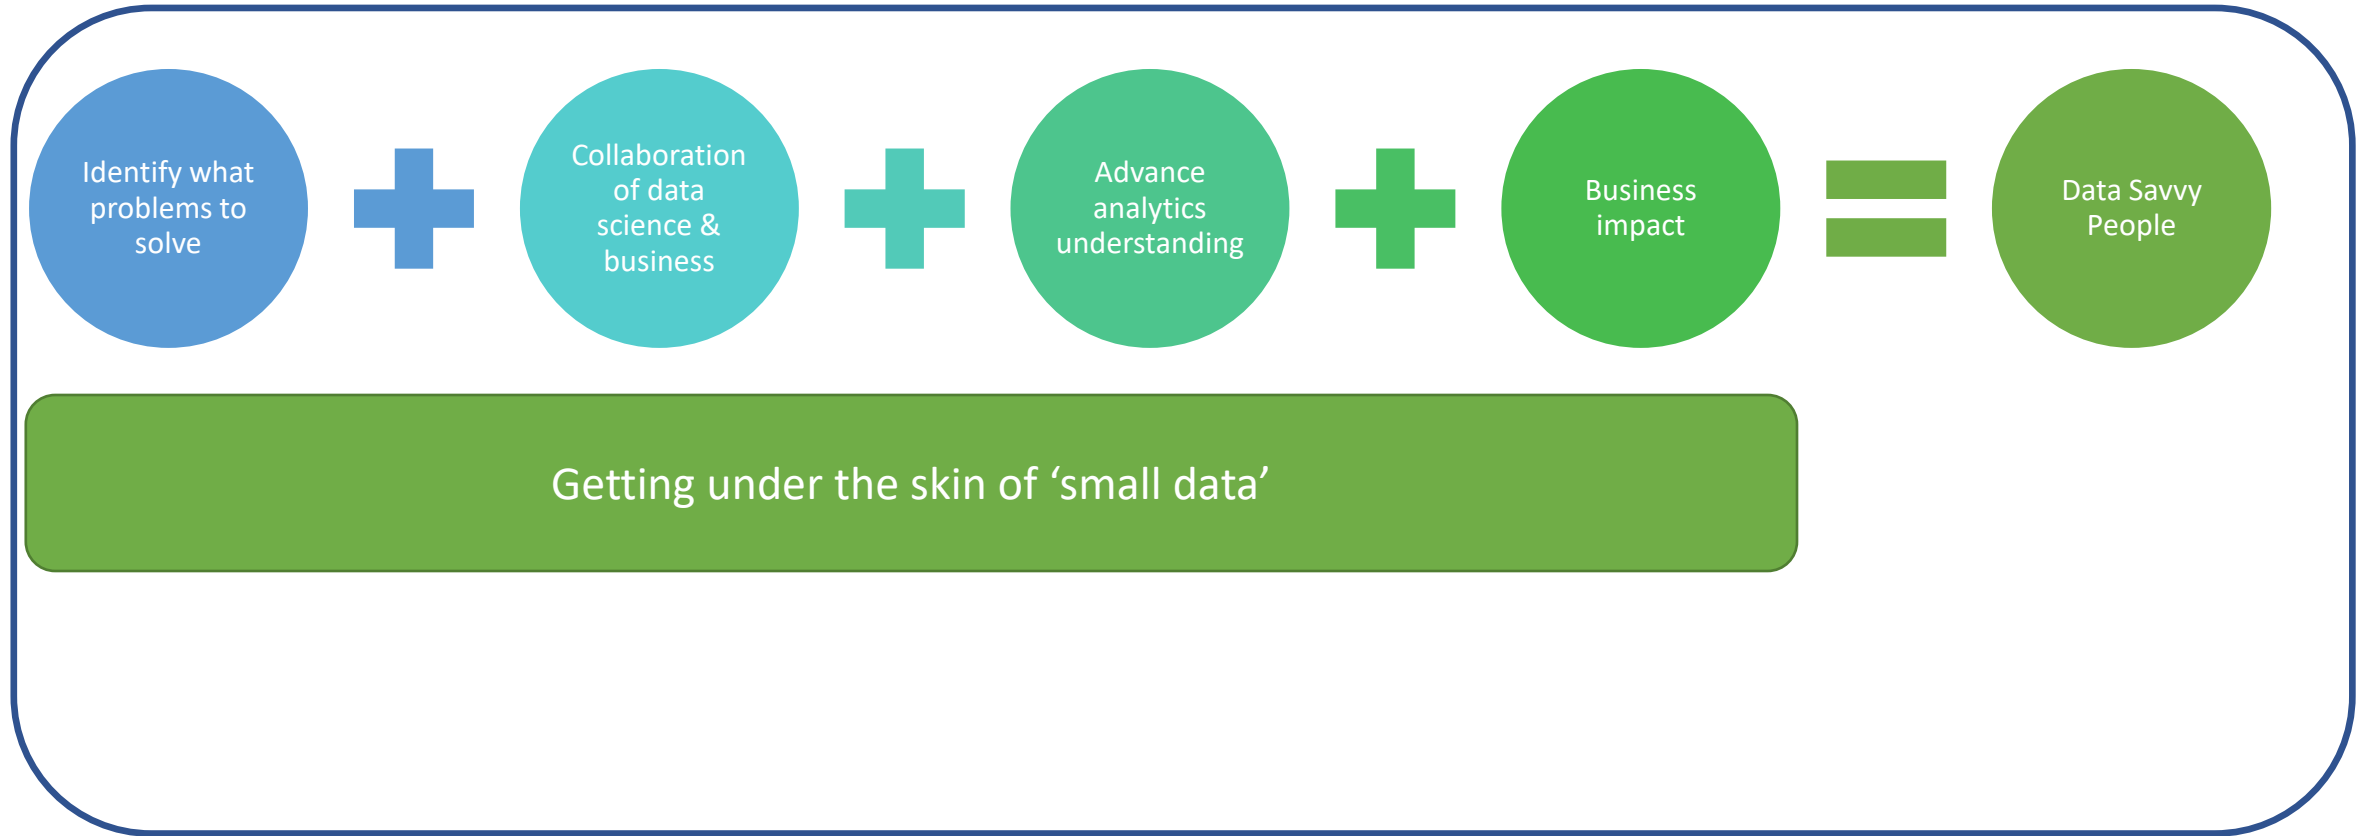 Identify what
problems to
solve
Collaboration
of data
science &
business
Advance
analytics
understanding
Business
impact
Data Savvy
People
Getting under the skin of ‘small data’